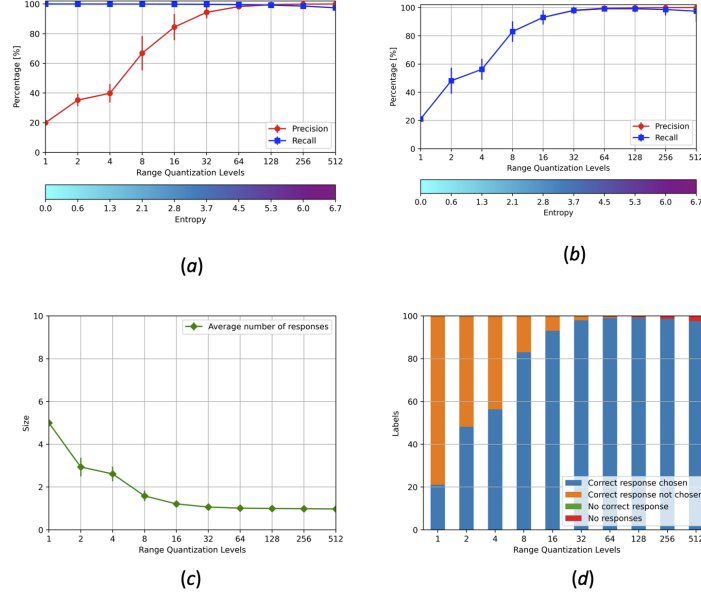 100
80
60
40
20
0
Percentage [%]
Precision
Recall
1 2 4 8 16 32 64 128 256 512
Range Quantization Levels
0.0 0.6 1.3 2.1 2.8 3.7 4.5 5.3 6.0 6.7
Entropy
(a)
100
80
60
40
20
0
Percentage [%]
Precision
Recall
1 2 4 8 16 32 64 128 256 512
Range Quantization Levels
0.0 0.6 1.3 2.1 2.8 3.7 4.5 5.3 6.0 6.7
Entropy
(b)
10
8
6
4
2
0
Size
Average number of responses
1 2 4 8 16 32 64 128 256 512
Range Quantization Levels
(c)
100
80
60
40
20
0
Labels
Correct response chosen
Correct response not chosen
No correct response
No responses
1 2 4 8 16 32 64 128 256 512
Range Quantization Levels
(d)